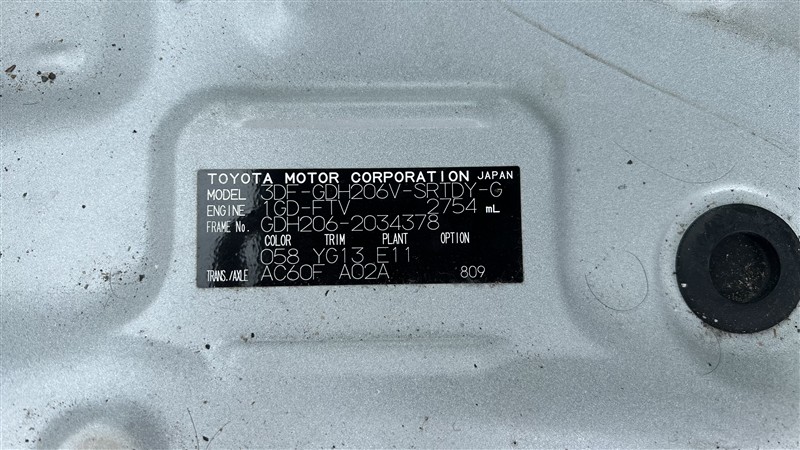 TOYOTA MOTOR CORPORATION JAPAN
MODEL 3DF-GDH206V-SRTDY-G
ENGINE 1GD-FTV 2754 mL
FRAME No. GDH206-2034378
COLOR TRIM PLANT OPTION
058 YG13 E11
TRANS./AXLE AC60F A02A 809